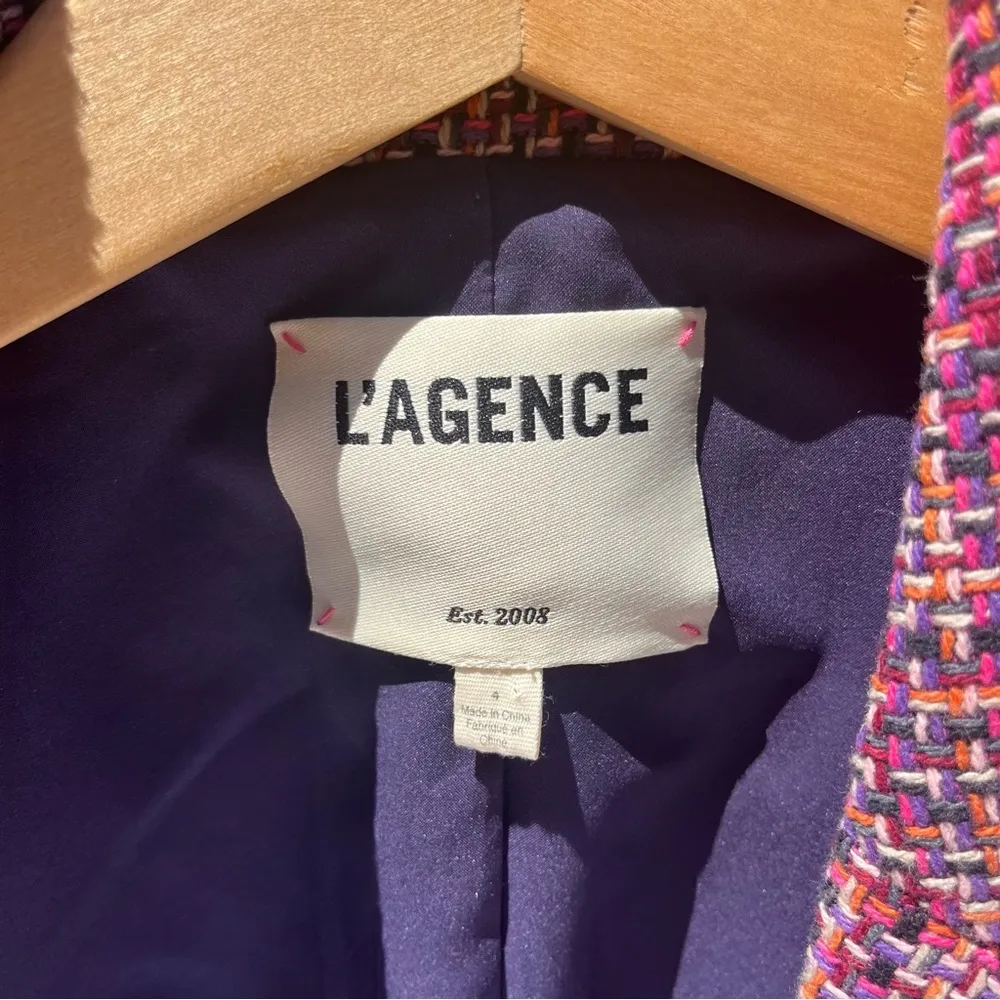 L'AGENCE
Est. 2008
4
Made in China
Fabriqué en
Chine